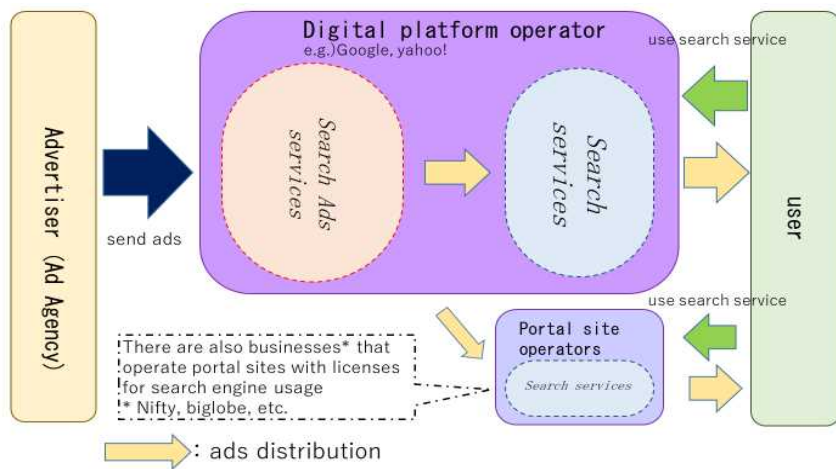 Digital platform operator
e.g.)Google, yahoo!
use search service
Advertiser (Ad Agency)
send ads
Search Ads
services
Search
services
user
use search service
There are also businesses* that
operate portal sites with licenses
for search engine usage
* Nifty, biglobe, etc.
Portal site
operators
Search services
: ads distribution